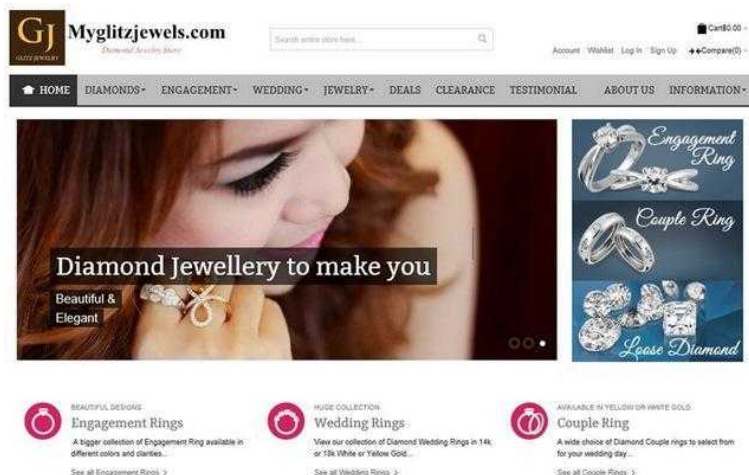 GJ
GLITZ JEWELRY
Myglitzjewels.com
Diamond Jewelry Store
Search entire store here...
Cart$0.00
Account Wishlist Log In Sign Up Compare(0)
HOME DIAMONDS ENGAGEMENT WEDDING JEWELRY DEALS CLEARANCE TESTIMONIAL ABOUT US INFORMATION
Diamond Jewellery to make you
Beautiful &
Elegant
Engagement
Ring
Couple Ring
Loose Diamond
BEAUTIFUL DESIGNS
Engagement Rings
A bigger collection of Engagement Ring available in
different colors and clarities...
See all Engagement Rings >
HUGE COLLECTION
Wedding Rings
View our collection of Diamond Wedding Rings in 14k
or 18k White or Yellow Gold...
See all Wedding Rings >
AVAILABLE IN YELLOW OR WHITE GOLD
Couple Ring
A wide choice of Diamond Couple rings to select from
for your wedding day...
See all Couple Rings >